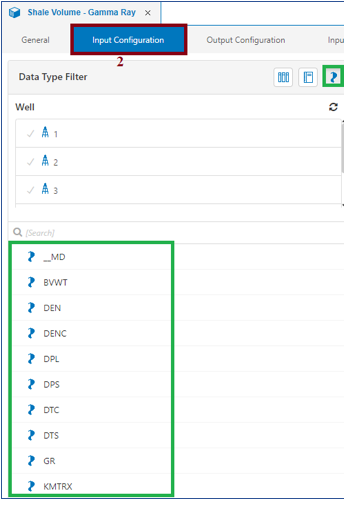 Shale Volume - Gamma Ray ×
General Input Configuration Output Configuration Inpu
2
Data Type Filter
Well
1
2
3
[Search]
__MD
BVWT
DEN
DENC
DPL
DPS
DTC
DTS
GR
KMTRX